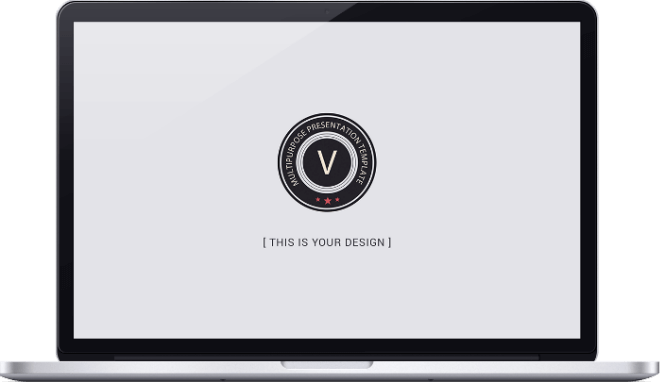 MULTIPURPOSE PRESENTATION TEMPLATE
V
[ THIS IS YOUR DESIGN ]